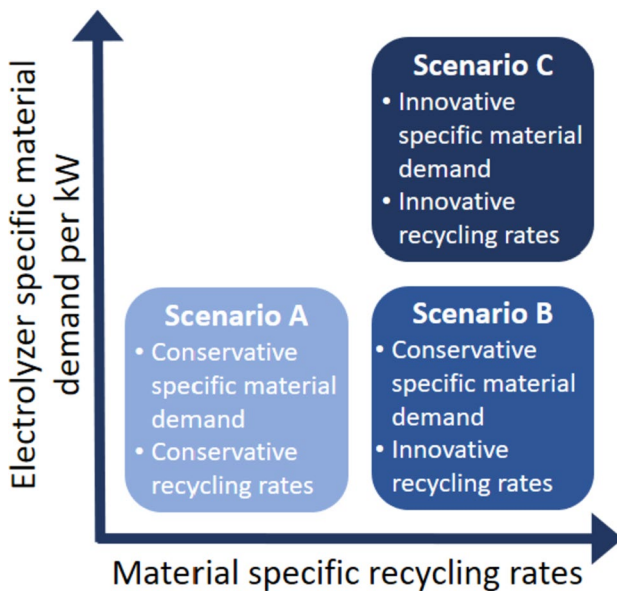 Electrolyzer specific material
demand per kW
Scenario C
• Innovative
specific material
demand
• Innovative
recycling rates
Scenario A
• Conservative
specific material
demand
• Conservative
recycling rates
Scenario B
• Conservative
specific material
demand
• Innovative
recycling rates
Material specific recycling rates